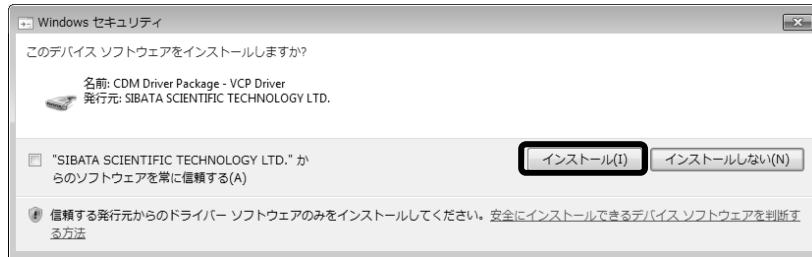 Windows セキュリティ
このデバイス ソフトウェアをインストールしますか?
名前: CDM Driver Package - VCP Driver
発行元: SIBATA SCIENTIFIC TECHNOLOGY LTD.
"SIBATA SCIENTIFIC TECHNOLOGY LTD." か
らのソフトウェアを常に信頼する(A)
インストール(I)
インストールしない(N)
信頼する発行元からのドライバー ソフトウェアのみをインストールしてください。安全にインストールできるデバイス ソフトウェアを判断す
る方法